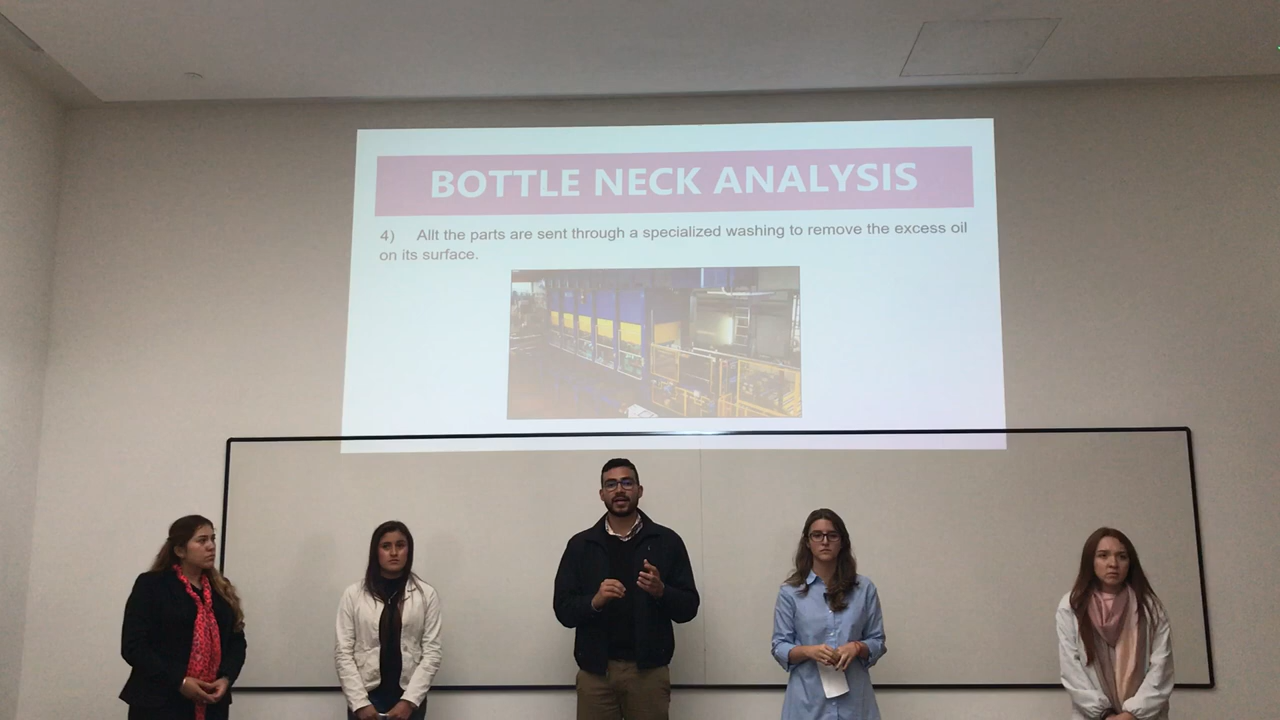 BOTTLE NECK ANALYSIS
4) Allt the parts are sent through a specialized washing to remove the excess oil
on its surface.